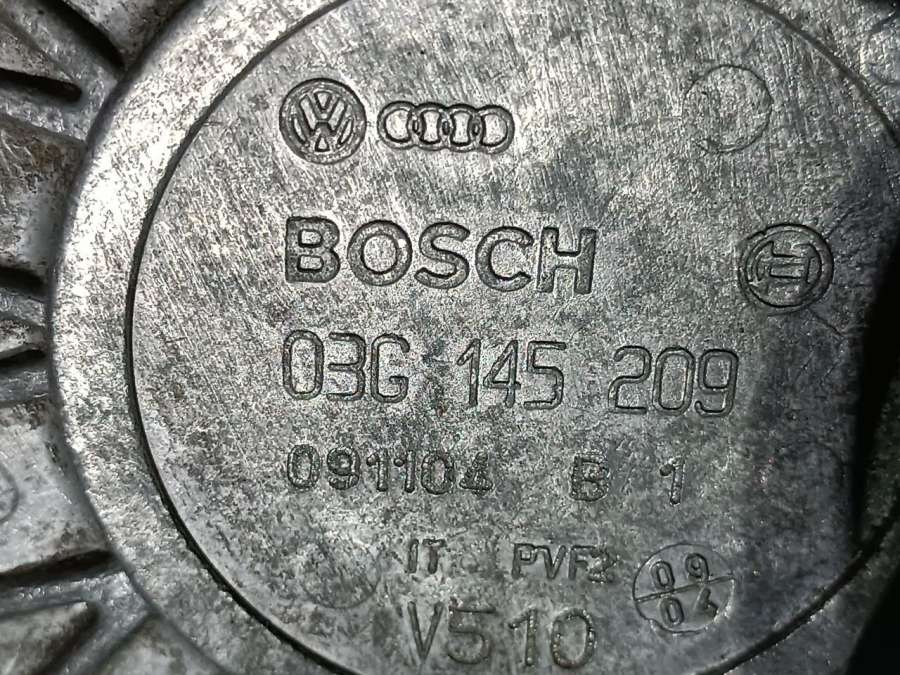 BOSCH
03G 145 209
091104 B 1
IT PVF2
09
04
V510